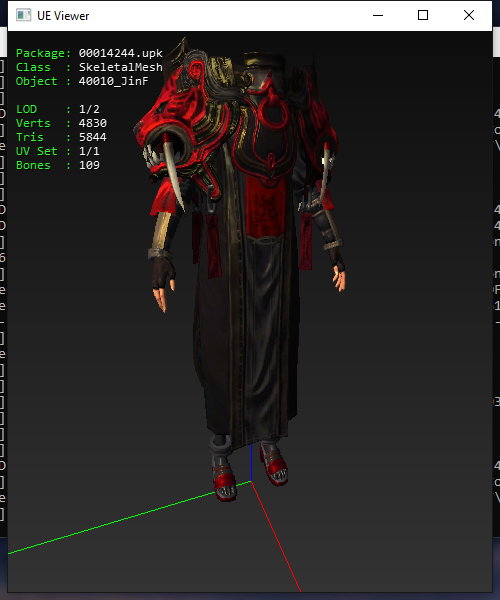 UE Viewer
Package: 00014244.upk
Class  : SkeletalMesh
Object : 40010_JinF
LOD    : 1/2
Verts  : 4830
Tris   : 5844
UV Set : 1/1
Bones  : 109